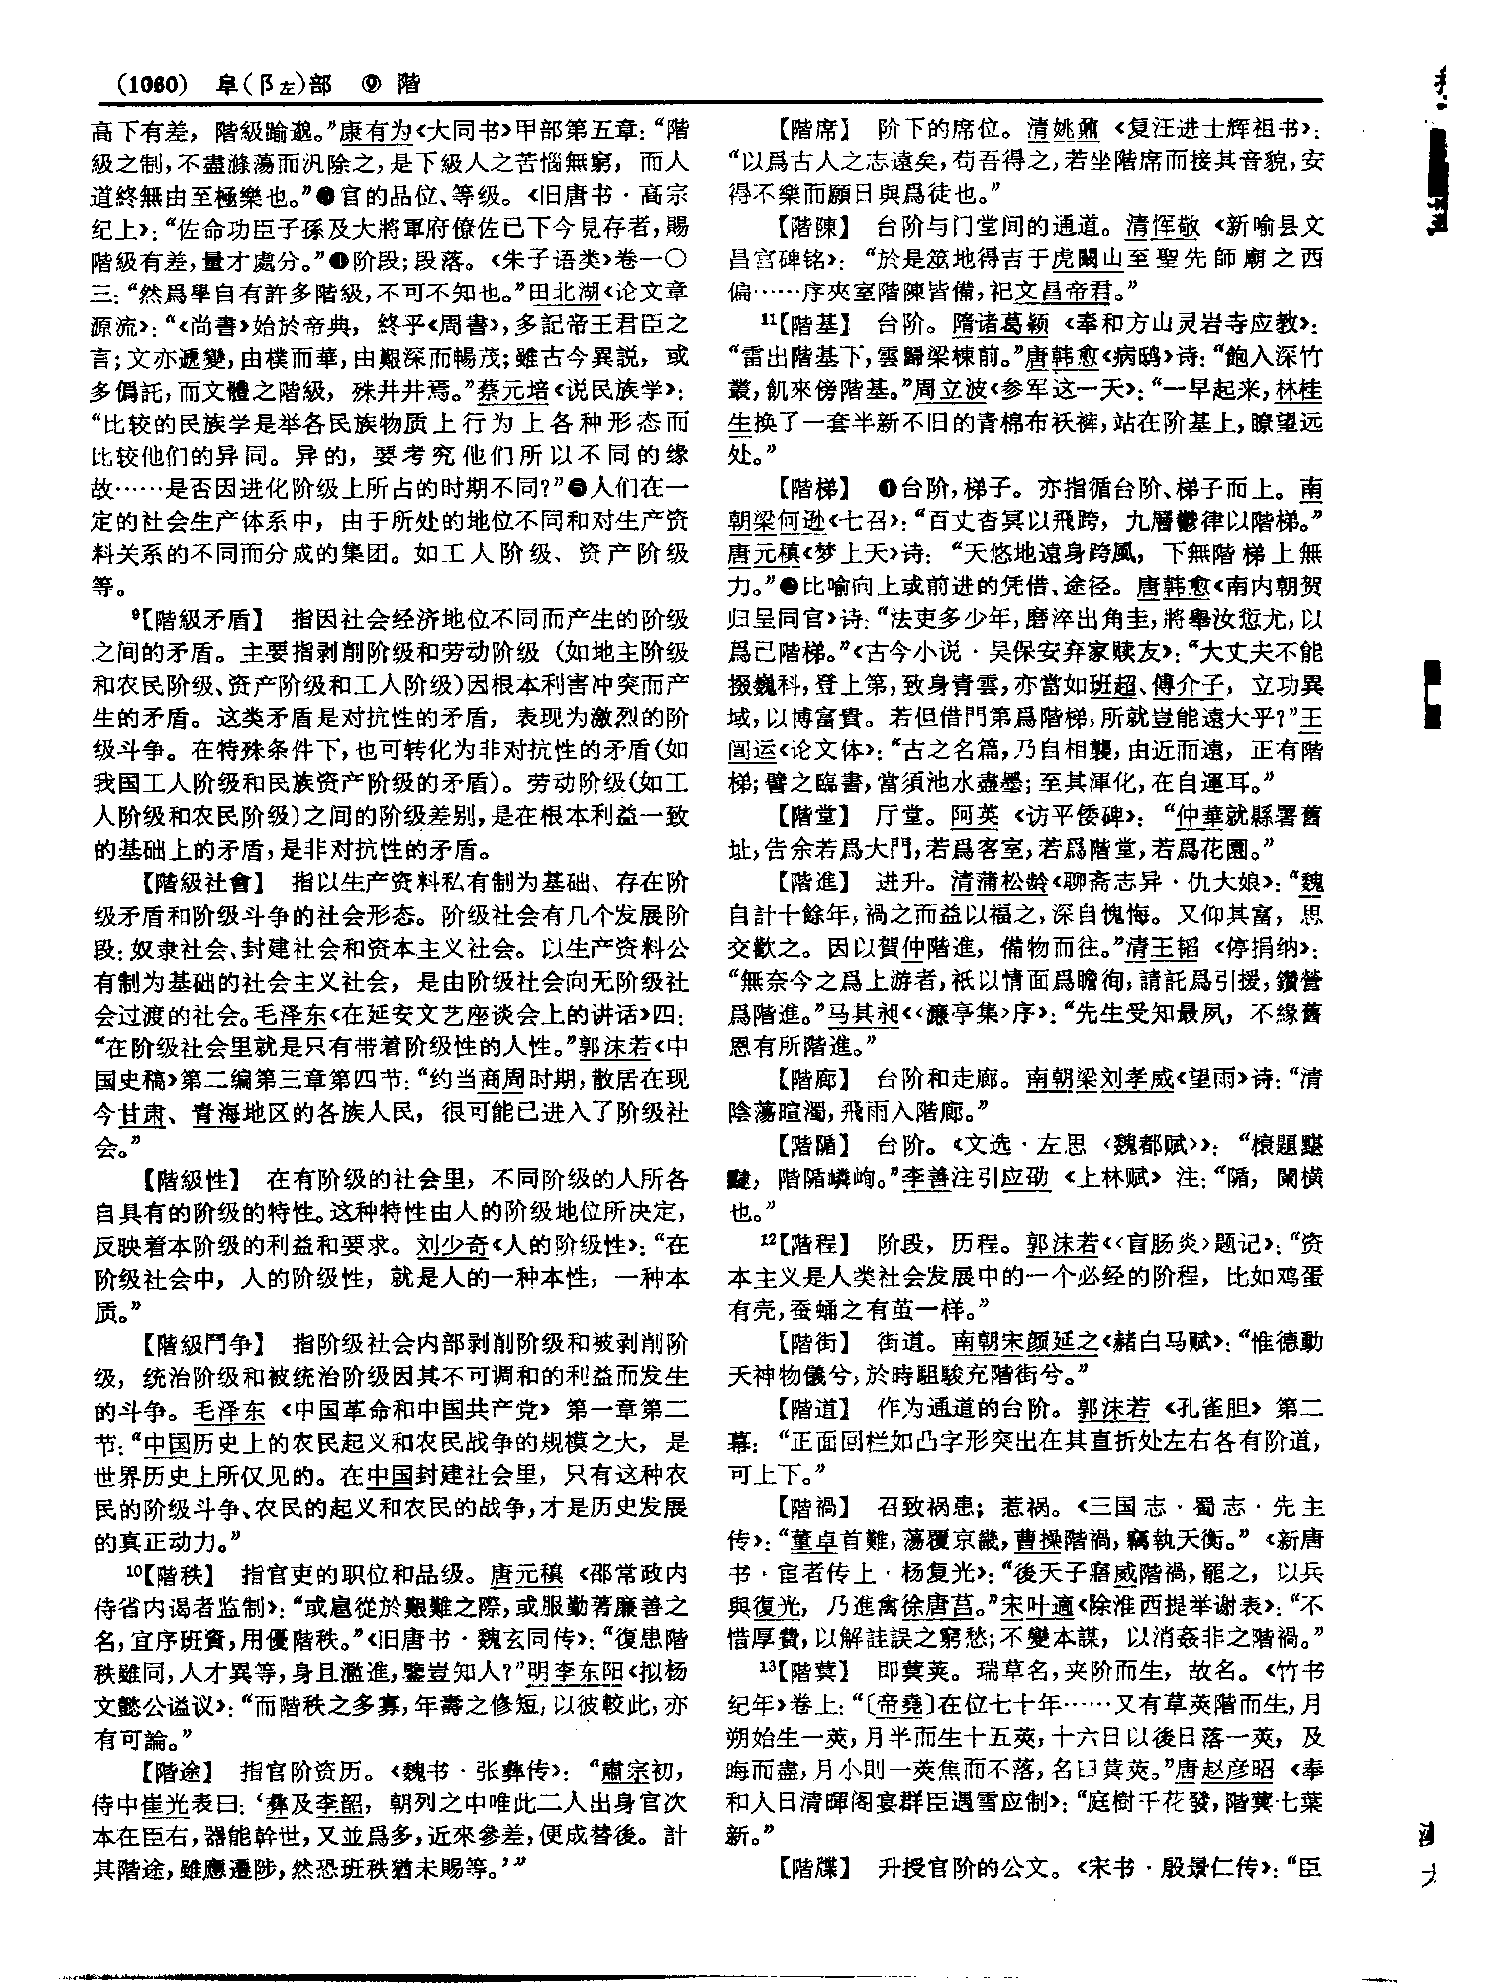 (1060) 阜(阝左)部 ⑨ 階
高下有差，階級踰邈。”康有为《大同书》甲部第五章：“階
級之制，不盡滌蕩而汎除之，是下級人之苦惱無窮，而人
道終無由至極樂也。”❸官的品位、等级。《旧唐书·高宗
纪上》：“佐命功臣子孫及大將軍府僚佐已下今見存者，賜
階級有差，量才處分。”❹阶段；段落。《朱子语类》卷一〇
三：“然爲學自有許多階級，不可不知也。”田北湖《论文章
源流》：“《尚書》始於帝典，終乎《周書》，多記帝王君臣之
言；文亦遞變，由樸而華，由艱深而暢茂；雖古今異説，或
多僞託，而文體之階級，殊井井焉。”蔡元培《说民族学》：
“比较的民族学是举各民族物质上行为上各种形态而
比较他们的异同。异的，要考究他们所以不同的缘
故……是否因进化阶级上所占的时期不同？”❺人们在一
定的社会生产体系中，由于所处的地位不同和对生产资
料关系的不同而分成的集团。如工人阶级、资产阶级
等。
⁹【階級矛盾】 指因社会经济地位不同而产生的阶级
之间的矛盾。主要指剥削阶级和劳动阶级（如地主阶级
和农民阶级、资产阶级和工人阶级）因根本利害冲突而产
生的矛盾。这类矛盾是对抗性的矛盾，表现为激烈的阶
级斗争。在特殊条件下，也可转化为非对抗性的矛盾（如
我国工人阶级和民族资产阶级的矛盾）。劳动阶级（如工
人阶级和农民阶级）之间的阶级差别，是在根本利益一致
的基础上的矛盾，是非对抗性的矛盾。
【階級社會】 指以生产资料私有制为基础、存在阶
级矛盾和阶级斗争的社会形态。阶级社会有几个发展阶
段：奴隶社会、封建社会和资本主义社会。以生产资料公
有制为基础的社会主义社会，是由阶级社会向无阶级社
会过渡的社会。毛泽东《在延安文艺座谈会上的讲话》四：
“在阶级社会里就是只有带着阶级性的人性。”郭沫若《中
国史稿》第二编第三章第四节：“约当商周时期，散居在现
今甘肃、青海地区的各族人民，很可能已进入了阶级社
会。”
【階級性】 在有阶级的社会里，不同阶级的人所各
自具有的阶级的特性。这种特性由人的阶级地位所决定，
反映着本阶级的利益和要求。刘少奇《人的阶级性》：“在
阶级社会中，人的阶级性，就是人的一种本性，一种本
质。”
【階級鬥争】 指阶级社会内部剥削阶级和被剥削阶
级，统治阶级和被统治阶级因其不可调和的利益而发生
的斗争。毛泽东《中国革命和中国共产党》第一章第二
节：“中国历史上的农民起义和农民战争的规模之大，是
世界历史上所仅见的。在中国封建社会里，只有这种农
民的阶级斗争、农民的起义和农民的战争，才是历史发展
的真正动力。”
¹⁰【階秩】 指官吏的职位和品级。唐元稹《邵常政内
侍省内谒者监制》：“或扈從於艱難之際，或服勤著廉善之
名，宜序班資，用優階秩。”《旧唐书·魏玄同传》：“復患階
秩雖同，人才異等，身且濫進，鑒豈知人？”明李东阳《拟杨
文懿公谥议》：“而階秩之多寡，年壽之修短，以彼較此，亦
有可論。”
【階途】 指官阶资历。《魏书·张彝传》：“肅宗初，
侍中崔光表曰：‘彝及李韶，朝列之中唯此二人出身官次
本在臣右，器能幹世，又並爲多，近來參差，便成替後。計
其階途，雖應遷陟，然恐班秩猶未賜等。’”
【階席】 阶下的席位。清姚鼐《复汪进士辉祖书》：
“以爲古人之志遠矣，苟吾得之，若坐階席而接其音貌，安
得不樂而願日與爲徒也。”
【階陳】 台阶与门堂间的通道。清恽敬《新喻县文
昌宫碑铭》：“於是筮地得吉于虎闞山至聖先師廟之西
偏……序夾室階陳皆備，祀文昌帝君。”
¹¹【階基】 台阶。隋诸葛颖《奉和方山灵岩寺应教》：
“雷出階基下，雲歸梁棟前。”唐韩愈《病鸱》诗：“飽入深竹
叢，飢來傍階基。”周立波《参军这一天》：“一早起来，林桂
生换了一套半新不旧的青棉布袄裤，站在阶基上，瞭望远
处。”
【階梯】 ❶台阶，梯子。亦指循台阶、梯子而上。南
朝梁何逊《七召》：“百丈杳冥以飛跨，九層鬱律以階梯。”
唐元稹《梦上天》诗：“天悠地遠身跨風，下無階梯上無
力。”❷比喻向上或前进的凭借、途径。唐韩愈《南内朝贺
归呈同官》诗：“法吏多少年，磨淬出角圭，將舉汝愆尤，以
爲己階梯。”《古今小说·吴保安弃家赎友》：“大丈夫不能
掇巍科，登上第，致身青雲，亦當如班超、傅介子，立功異
域，以博富貴。若但借門第爲階梯，所就豈能遠大乎？”王
闿运《论文体》：“古之名篇，乃自相襲，由近而遠，正有階
梯；譬之臨書，當須池水盡墨；至其渾化，在自運耳。”
【階堂】 厅堂。阿英《访平倭碑》：“仲華就縣署舊
址，告余若爲大門，若爲客室，若爲階堂，若爲花園。”
【階進】 进升。清蒲松龄《聊斋志异·仇大娘》：“魏
自計十餘年，禍之而益以福之，深自愧悔。又仰其富，思
交歡之。因以賀仲階進，備物而往。”清王韬《停捐纳》：
“無奈今之爲上游者，衹以情面爲瞻徇，請託爲引援，鑽營
爲階進。”马其昶《〈濂亭集〉序》：“先生受知最夙，不緣舊
恩有所階進。”
【階廊】 台阶和走廊。南朝梁刘孝威《望雨》诗：“清
陰蕩暄濁，飛雨入階廊。”
【階隯】 台阶。《文选·左思〈魏都赋〉》：“榱題黮
䨴，階隯嶙峋。”李善注引应劭《上林赋》注：“隯，闌横
也。”
¹²【階程】 阶段，历程。郭沫若《〈盲肠炎〉题记》：“资
本主义是人类社会发展中的一个必经的阶程，比如鸡蛋
有壳，蚕蛹之有茧一样。”
【階街】 街道。南朝宋颜延之《赭白马赋》：“惟德動
天神物儀兮，於時駔駿充階街兮。”
【階道】 作为通道的台阶。郭沫若《孔雀胆》第二
幕：“正面回栏如凸字形突出在其直折处左右各有阶道，
可上下。”
【階禍】 召致祸患；惹祸。《三国志·蜀志·先主
传》：“董卓首難，蕩覆京畿，曹操階禍，竊執天衡。”《新唐
书·宦者传上·杨复光》：“後天子寤威階禍，罷之，以兵
與復光，乃進禽徐唐莒。”宋叶適《除淮西提举谢表》：“不
惜厚費，以解詿誤之窮愁；不變本謀，以消姦非之階禍。”
¹³【階蓂】 即蓂荚。瑞草名，夹阶而生，故名。《竹书
纪年》卷上：“〔帝堯〕在位七十年……又有草莢階而生，月
朔始生一莢，月半而生十五莢，十六日以後日落一莢，及
晦而盡，月小則一莢焦而不落，名曰蓂莢。”唐赵彦昭《奉
和人日清暉阁宴群臣遇雪应制》：“庭樹千花發，階蓂七葉
新。”
【階牒】 升授官阶的公文。《宋书·殷景仁传》：“臣